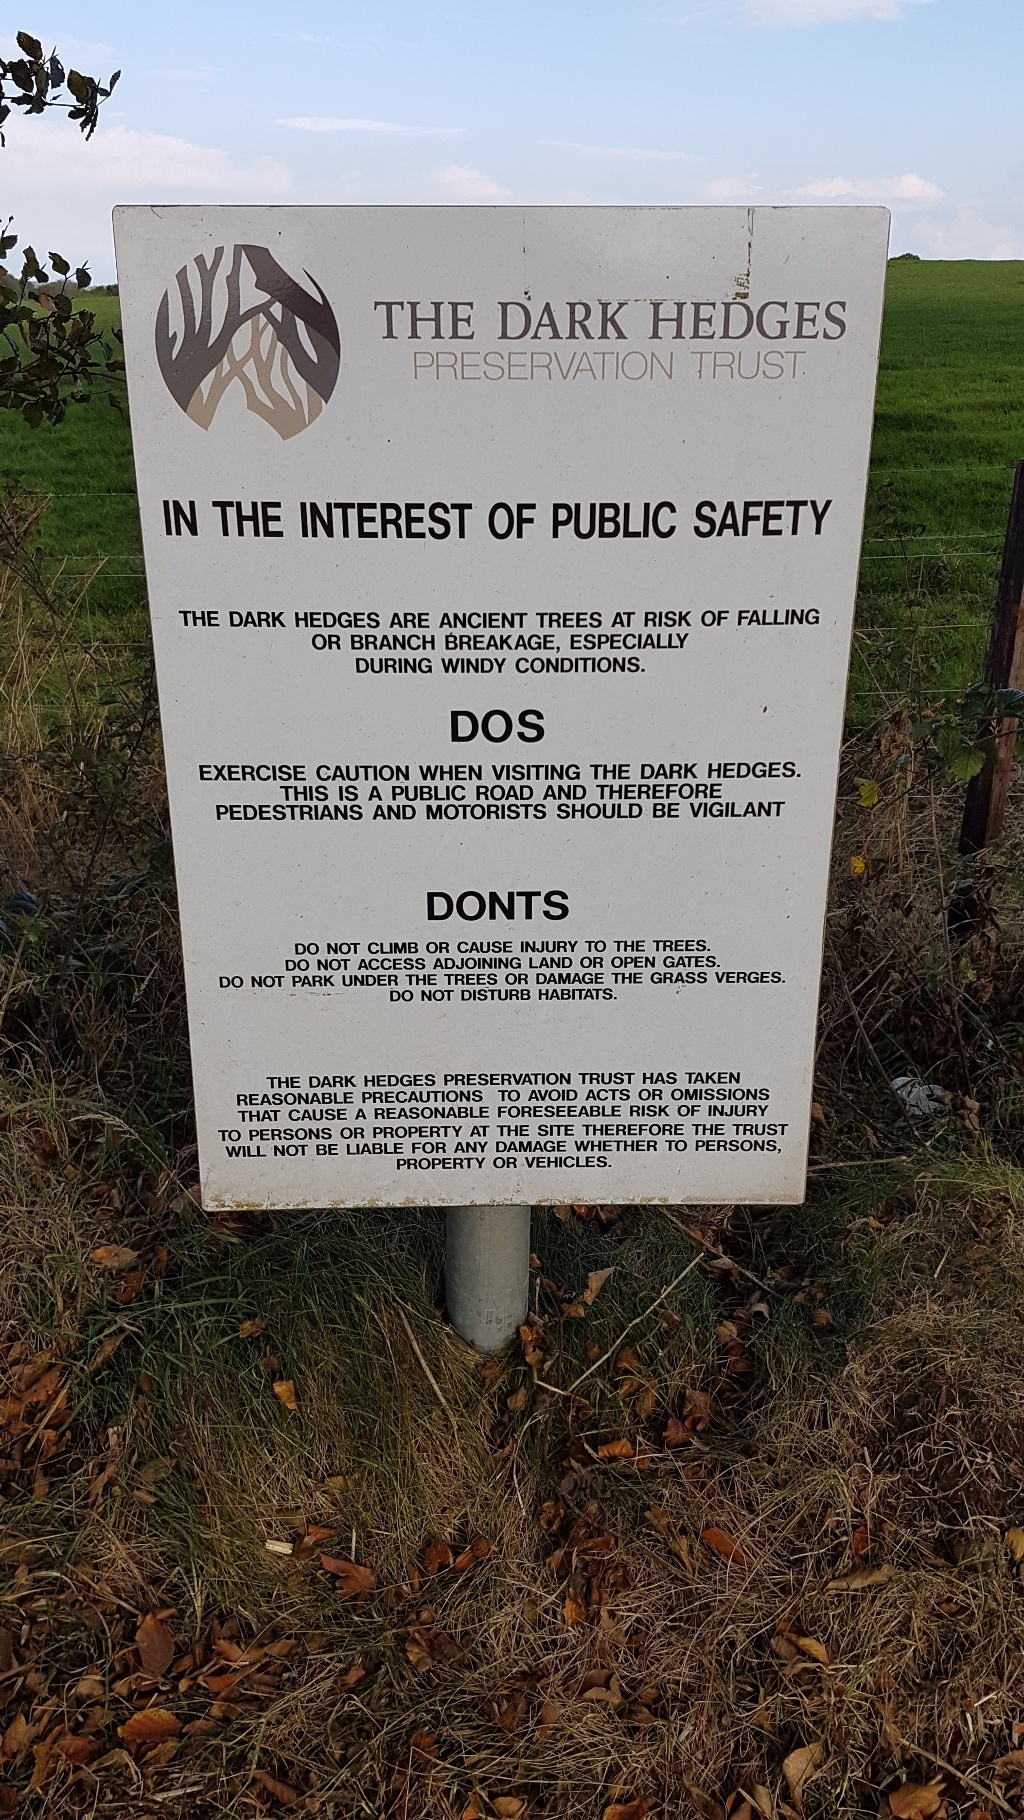 THE DARK HEDGES
PRESERVATION TRUST
IN THE INTEREST OF PUBLIC SAFETY
THE DARK HEDGES ARE ANCIENT TREES AT RISK OF FALLING
OR BRANCH BREAKAGE, ESPECIALLY
DURING WINDY CONDITIONS.
DOS
EXERCISE CAUTION WHEN VISITING THE DARK HEDGES.
THIS IS A PUBLIC ROAD AND THEREFORE
PEDESTRIANS AND MOTORISTS SHOULD BE VIGILANT
DONTS
DO NOT CLIMB OR CAUSE INJURY TO THE TREES.
DO NOT ACCESS ADJOINING LAND OR OPEN GATES.
DO NOT PARK UNDER THE TREES OR DAMAGE THE GRASS VERGES.
DO NOT DISTURB HABITATS.
THE DARK HEDGES PRESERVATION TRUST HAS TAKEN
REASONABLE PRECAUTIONS TO AVOID ACTS OR OMISSIONS
THAT CAUSE A REASONABLE FORESEEABLE RISK OF INJURY
TO PERSONS OR PROPERTY AT THE SITE THEREFORE THE TRUST
WILL NOT BE LIABLE FOR ANY DAMAGE WHETHER TO PERSONS,
PROPERTY OR VEHICLES.